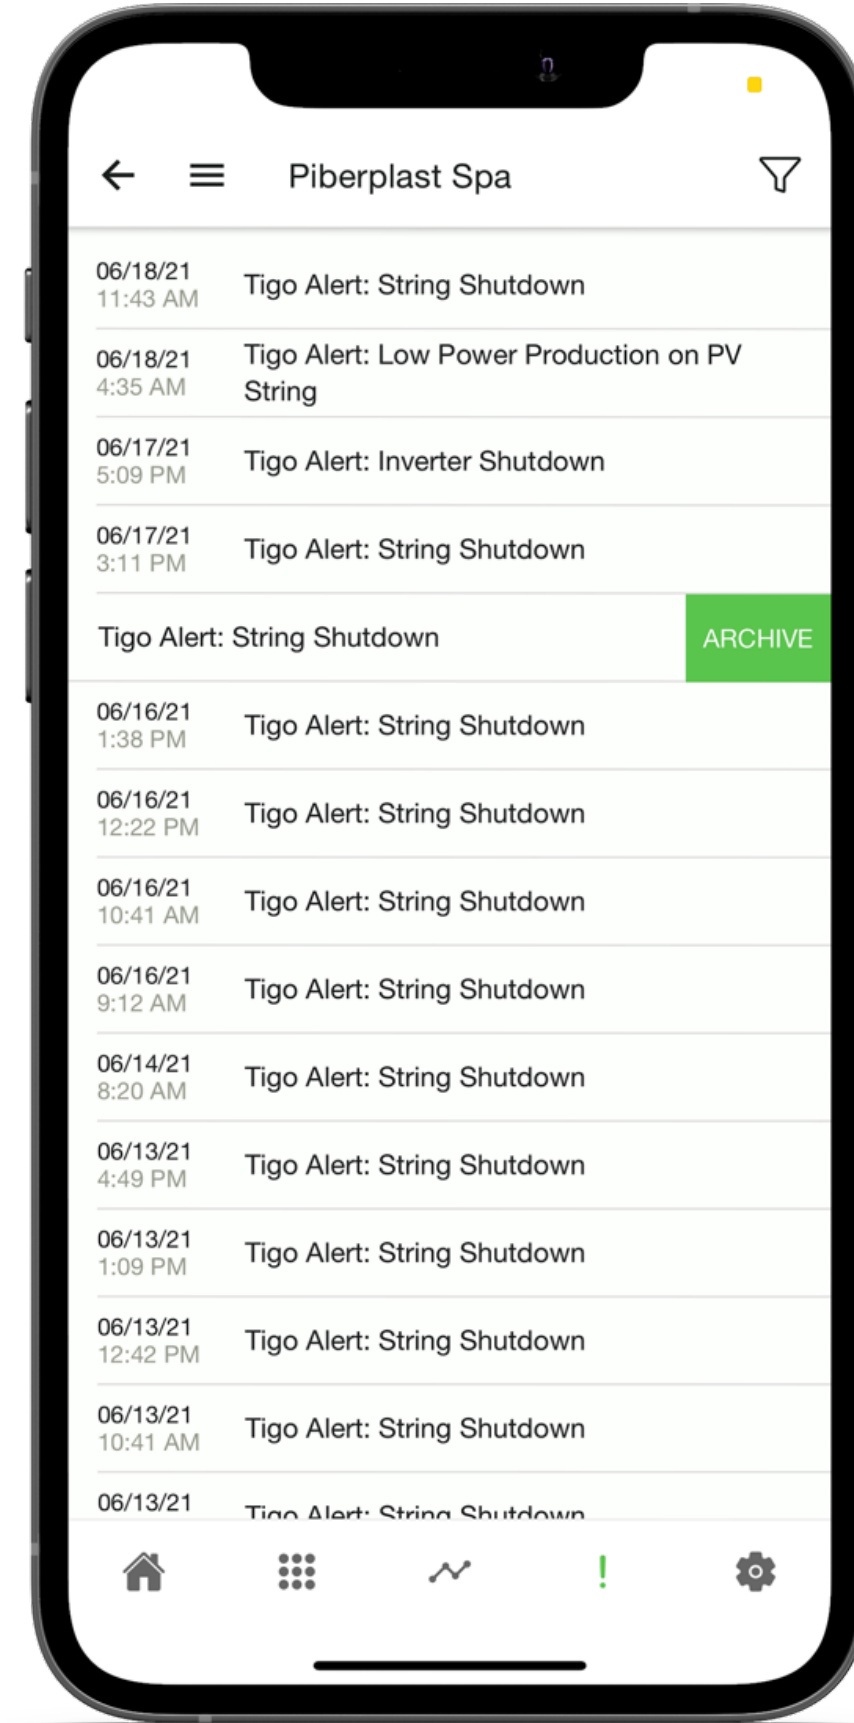 Piberplast Spa
06/18/21
11:43 AM
Tigo Alert: String Shutdown
06/18/21
4:35 AM
Tigo Alert: Low Power Production on PV
String
06/17/21
5:09 PM
Tigo Alert: Inverter Shutdown
06/17/21
3:11 PM
Tigo Alert: String Shutdown
Tigo Alert: String Shutdown
ARCHIVE
06/16/21
1:38 PM
Tigo Alert: String Shutdown
06/16/21
12:22 PM
Tigo Alert: String Shutdown
06/16/21
10:41 AM
Tigo Alert: String Shutdown
06/16/21
9:12 AM
Tigo Alert: String Shutdown
06/14/21
8:20 AM
Tigo Alert: String Shutdown
06/13/21
4:49 PM
Tigo Alert: String Shutdown
06/13/21
1:09 PM
Tigo Alert: String Shutdown
06/13/21
12:42 PM
Tigo Alert: String Shutdown
06/13/21
10:41 AM
Tigo Alert: String Shutdown
06/13/21
Tigo Alert: String Shutdown